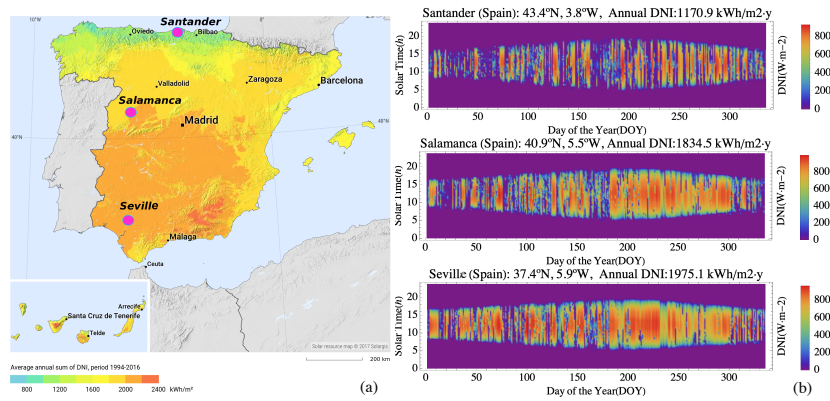 10°W
8°
Santander
Oviedo
Bilbao
Valladolid
Zaragoza
Barcelona
Salamanca
Madrid
40°N
40°N
Seville
Málaga
Ceuta
Arrecife
Santa Cruz de Tenerife
Telde
Solar resource map © 2017 Solargis
200 km
Average annual sum of DNI, period 1994-2016
800 1200 1600 2000 2400 kWh/m²
(a)
Santander (Spain): 43.4ºN, 3.8ºW, Annual DNI:1170.9 kWh/m2-y
Solar Time(h)
20
15
10
5
0
0 50 100 150 200 250 300
Day of the Year(DOY)
DNI(W·m−2)
800
600
400
200
0
Salamanca (Spain): 40.9ºN, 5.5ºW, Annual DNI:1834.5 kWh/m2-y
Solar Time(h)
20
15
10
5
0
0 50 100 150 200 250 300
Day of the Year(DOY)
DNI(W·m−2)
800
600
400
200
0
Seville (Spain): 37.4ºN, 5.9ºW, Annual DNI:1975.1 kWh/m2-y
Solar Time(h)
20
15
10
5
0
0 50 100 150 200 250 300
Day of the Year(DOY)
DNI(W·m−2)
800
600
400
200
0
(b)